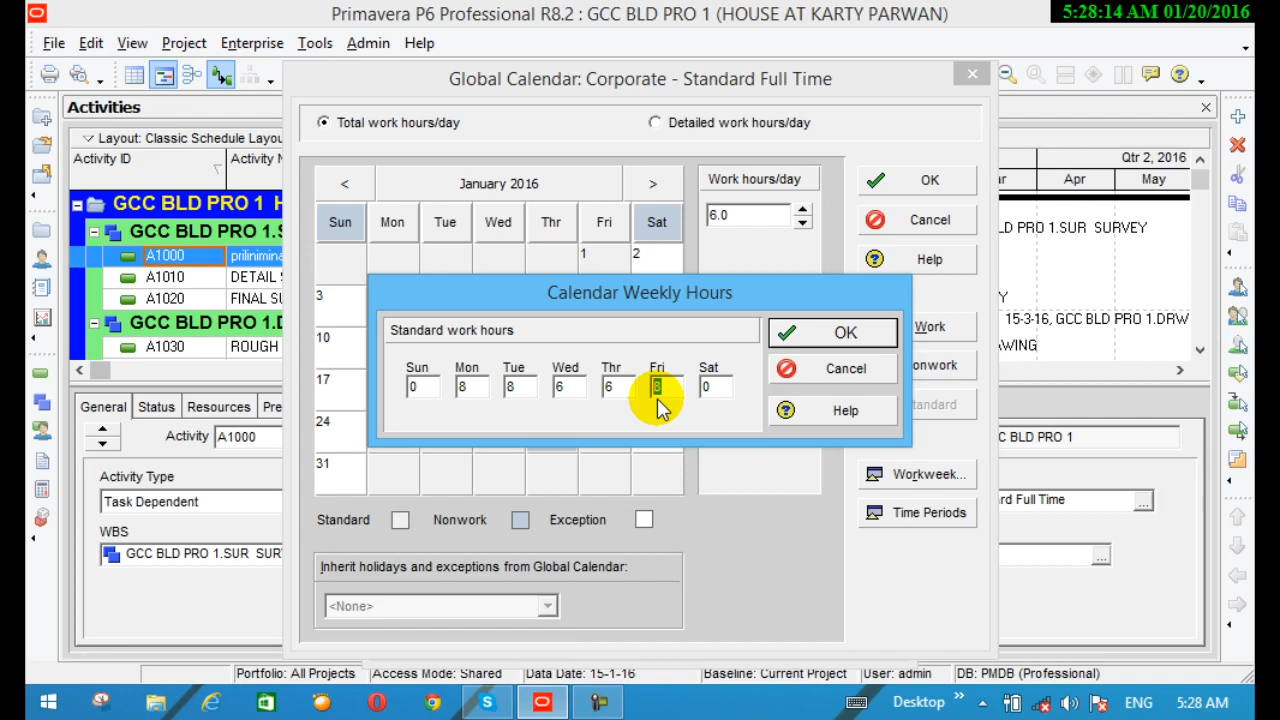 Primavera P6 Professional R8.2 : GCC BLD PRO 1 (HOUSE AT KARTY PARWAN)
5:28:14 AM 01/20/2016
File Edit View Project Enterprise Tools Admin Help
Global Calendar: Corporate - Standard Full Time
Activities
Total work hours/day
Detailed work hours/day
Layout: Classic Schedule Layou
Activity ID
Activity N
Qtr 2, 2016
Apr
May
< January 2016 >
Work hours/day
6.0
OK
Cancel
Help
Sun Mon Tue Wed Thr Fri Sat
1 2
3
10
17
24
31
GCC BLD PRO 1 H
GCC BLD PRO 1.S
A1000 prilinimina
A1010 DETAIL S
A1020 FINAL SU
GCC BLD PRO 1.D
A1030 ROUGH
D PRO 1.SUR SURVEY
15-3-16, GCC BLD PRO 1.DRW
AWING
Calendar Weekly Hours
Standard work hours
Sun Mon Tue Wed Thr Fri Sat
0 8 8 6 6 8 0
OK
Cancel
Help
Work
onwork
tandard
Workweek...
Time Periods
General Status Resources Pre
Activity A1000
C BLD PRO 1
Activity Type
Task Dependent
rd Full Time
...
WBS
GCC BLD PRO 1.SUR SUR
...
Standard Nonwork Exception
Inherit holidays and exceptions from Global Calendar:
<None>
Portfolio: All Projects Access Mode: Shared Data Date: 15-1-16 Baseline: Current Project User: admin DB: PMDB (Professional)
Desktop ENG 5:28 AM